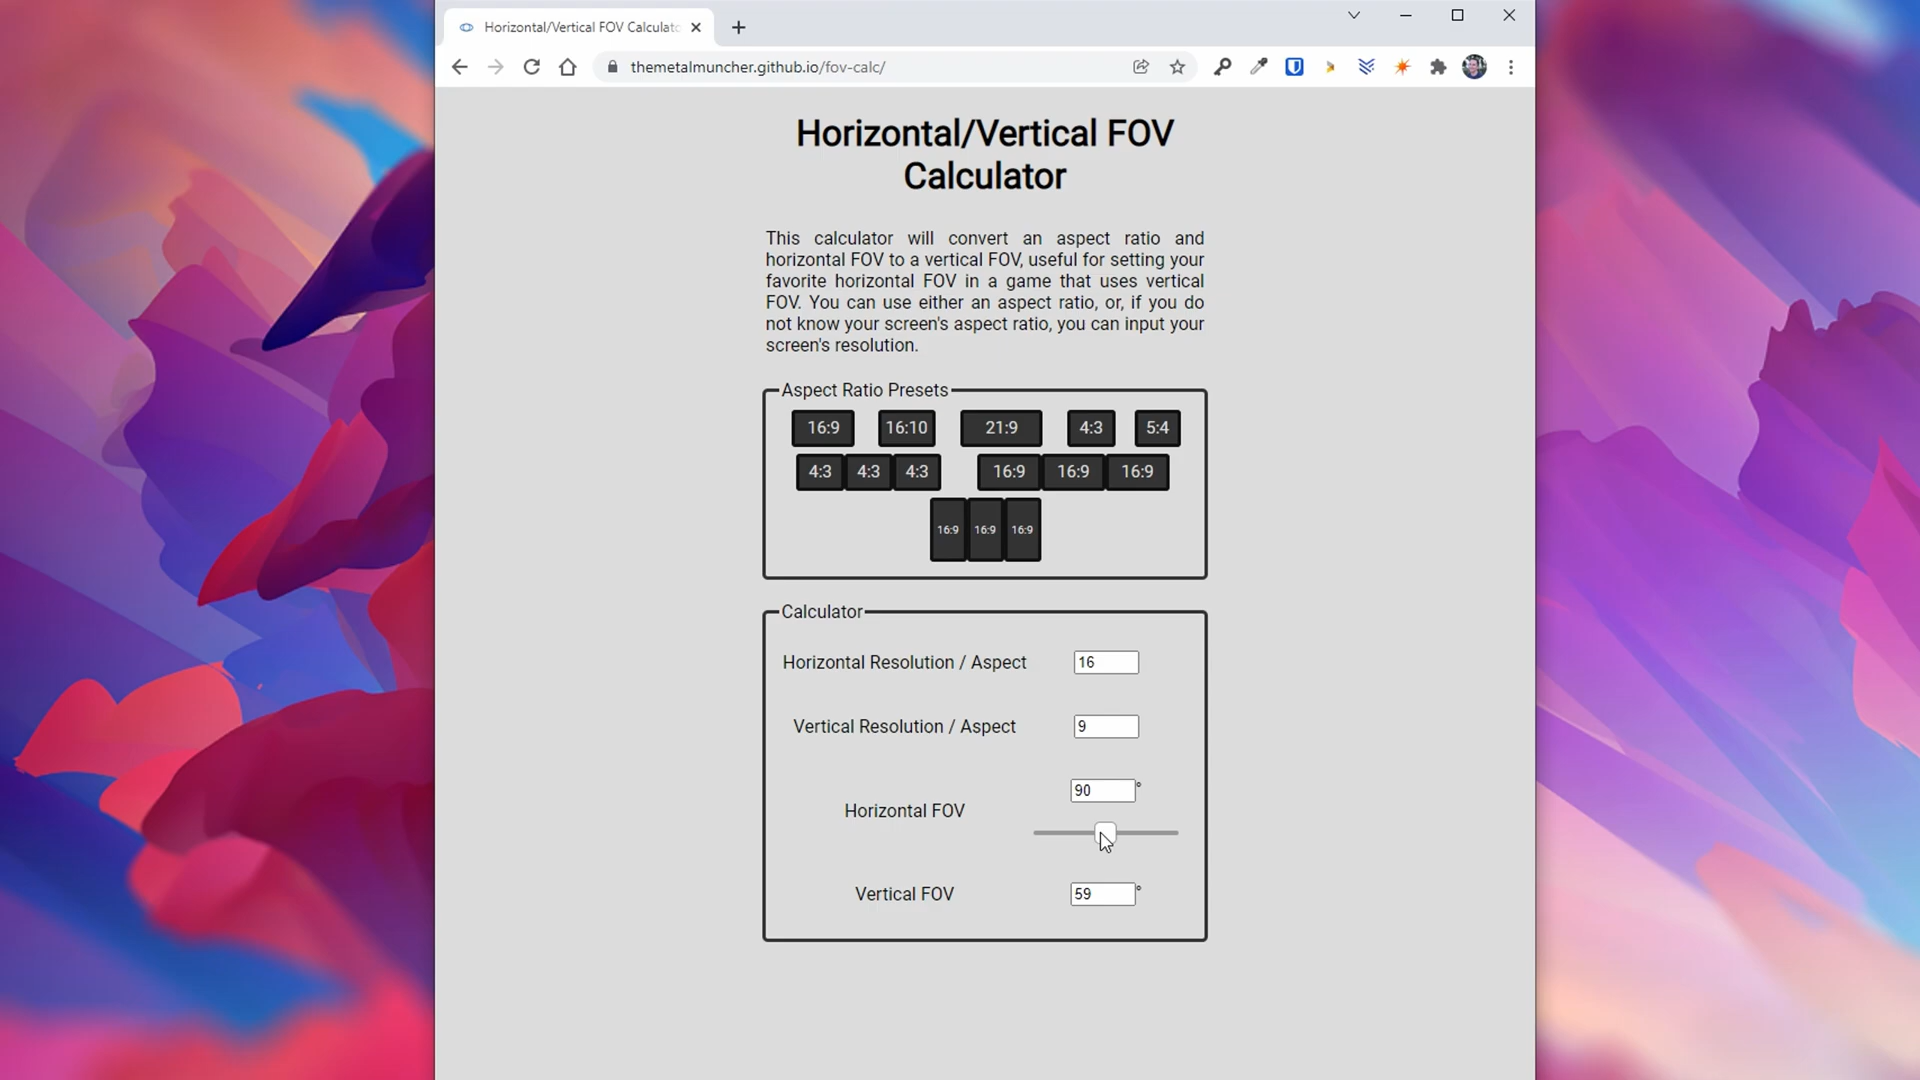 Horizontal/Vertical FOV Calculato
themetalmuncher.github.io/fov-calc/
Horizontal/Vertical FOV
Calculator
This calculator will convert an aspect ratio and
horizontal FOV to a vertical FOV, useful for setting your
favorite horizontal FOV in a game that uses vertical
FOV. You can use either an aspect ratio, or, if you do
not know your screen's aspect ratio, you can input your
screen's resolution.
Aspect Ratio Presets
16:9 16:10 21:9 4:3 5:4
4:3 4:3 4:3 16:9 16:9 16:9
16:9 16:9 16:9
Calculator
Horizontal Resolution / Aspect 16
Vertical Resolution / Aspect 9
Horizontal FOV 90°
Vertical FOV 59°